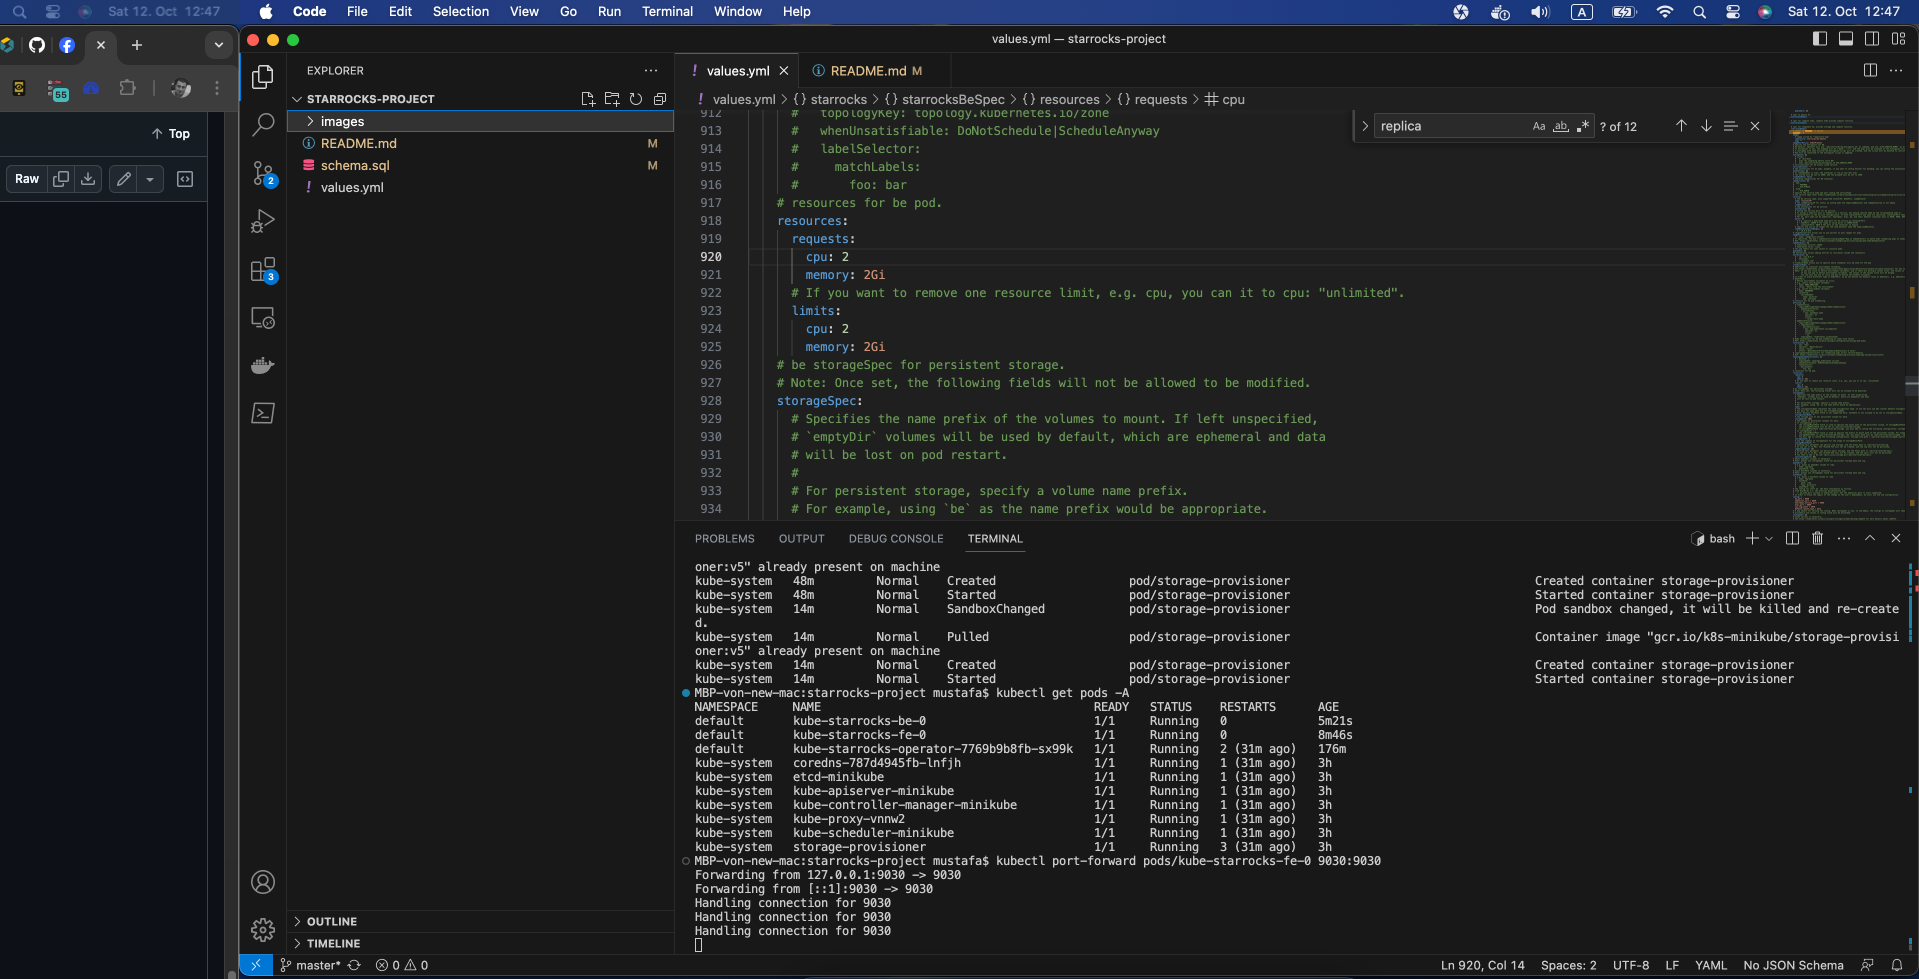 Sat 12. Oct 12:47
Code File Edit Selection View Go Run Terminal Window Help
A
Sat 12. Oct 12:47
values.yml — starrocks-project
55
Top
Raw
EXPLORER
STARROCKS-PROJECT
images
README.md M
schema.sql M
values.yml
2
3
OUTLINE
TIMELINE
values.yml
README.md M
values.yml > {} starrocks > {} starrocksBeSpec > {} resources > {} requests > # cpu
replica
Aa ab .* ? of 12
912 # topologyKey: topology.kubernetes.io/zone
913 # whenUnsatisfiable: DoNotSchedule|ScheduleAnyway
914 # labelSelector:
915 # matchLabels:
916 # foo: bar
917 # resources for be pod.
918 resources:
919 requests:
920 cpu: 2
921 memory: 2Gi
922 # If you want to remove one resource limit, e.g. cpu, you can it to cpu: "unlimited".
923 limits:
924 cpu: 2
925 memory: 2Gi
926 # be storageSpec for persistent storage.
927 # Note: Once set, the following fields will not be allowed to be modified.
928 storageSpec:
929 # Specifies the name prefix of the volumes to mount. If left unspecified,
930 # `emptyDir` volumes will be used by default, which are ephemeral and data
931 # will be lost on pod restart.
932 #
933 # For persistent storage, specify a volume name prefix.
934 # For example, using `be` as the name prefix would be appropriate.
PROBLEMS OUTPUT DEBUG CONSOLE TERMINAL
bash
oner:v5" already present on machine
kube-system 48m Normal Created pod/storage-provisioner Created container storage-provisioner
kube-system 48m Normal Started pod/storage-provisioner Started container storage-provisioner
kube-system 14m Normal SandboxChanged pod/storage-provisioner Pod sandbox changed, it will be killed and re-create
d.
kube-system 14m Normal Pulled pod/storage-provisioner Container image "gcr.io/k8s-minikube/storage-provisi
oner:v5" already present on machine
kube-system 14m Normal Created pod/storage-provisioner Created container storage-provisioner
kube-system 14m Normal Started pod/storage-provisioner Started container storage-provisioner
MBP-von-new-mac:starrocks-project mustafa$ kubectl get pods -A
NAMESPACE NAME READY STATUS RESTARTS AGE
default kube-starrocks-be-0 1/1 Running 0 5m21s
default kube-starrocks-fe-0 1/1 Running 0 8m46s
default kube-starrocks-operator-7769b9b8fb-sx99k 1/1 Running 2 (31m ago) 176m
kube-system coredns-787d4945fb-lnfjh 1/1 Running 1 (31m ago) 3h
kube-system etcd-minikube 1/1 Running 1 (31m ago) 3h
kube-system kube-apiserver-minikube 1/1 Running 1 (31m ago) 3h
kube-system kube-controller-manager-minikube 1/1 Running 1 (31m ago) 3h
kube-system kube-proxy-vnnw2 1/1 Running 1 (31m ago) 3h
kube-system kube-scheduler-minikube 1/1 Running 1 (31m ago) 3h
kube-system storage-provisioner 1/1 Running 3 (31m ago) 3h
MBP-von-new-mac:starrocks-project mustafa$ kubectl port-forward pods/kube-starrocks-fe-0 9030:9030
Forwarding from 127.0.0.1:9030 -> 9030
Forwarding from [::1]:9030 -> 9030
Handling connection for 9030
Handling connection for 9030
Handling connection for 9030
master* 0 0
Ln 920, Col 14 Spaces: 2 UTF-8 LF YAML No JSON Schema